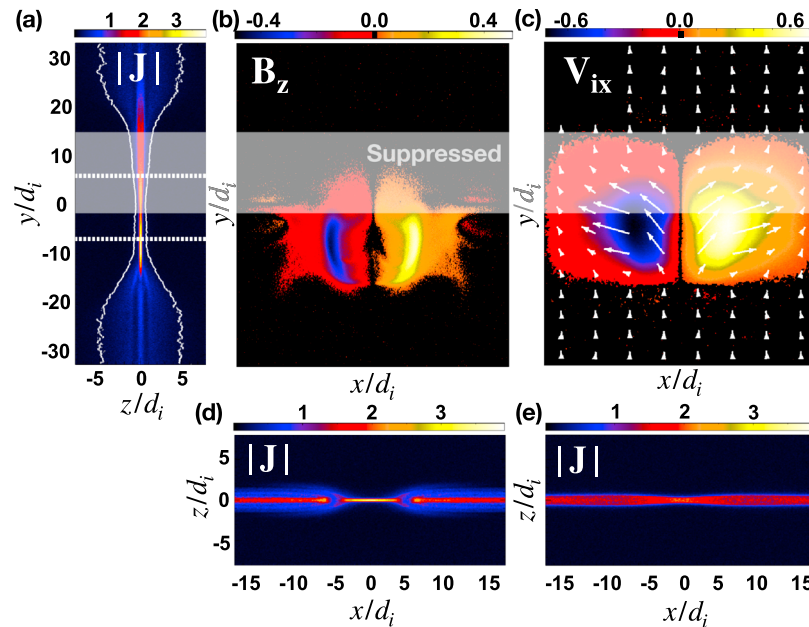 (a) 1 2 3
|J|
y/d_i
30
20
10
0
-10
-20
-30
-5 0 5
z/d_i
(b) -0.4 0.0 0.4
B_z
Suppressed
y/d_i
x/d_i
(c) -0.6 0.0 0.6
V_ix
y/d_i
x/d_i
(d) 1 2 3
|J|
z/d_i
5
0
-5
-15 -10 -5 0 5 10 15
x/d_i
(e) 1 2 3
|J|
z/d_i
-15 -10 -5 0 5 10 15
x/d_i